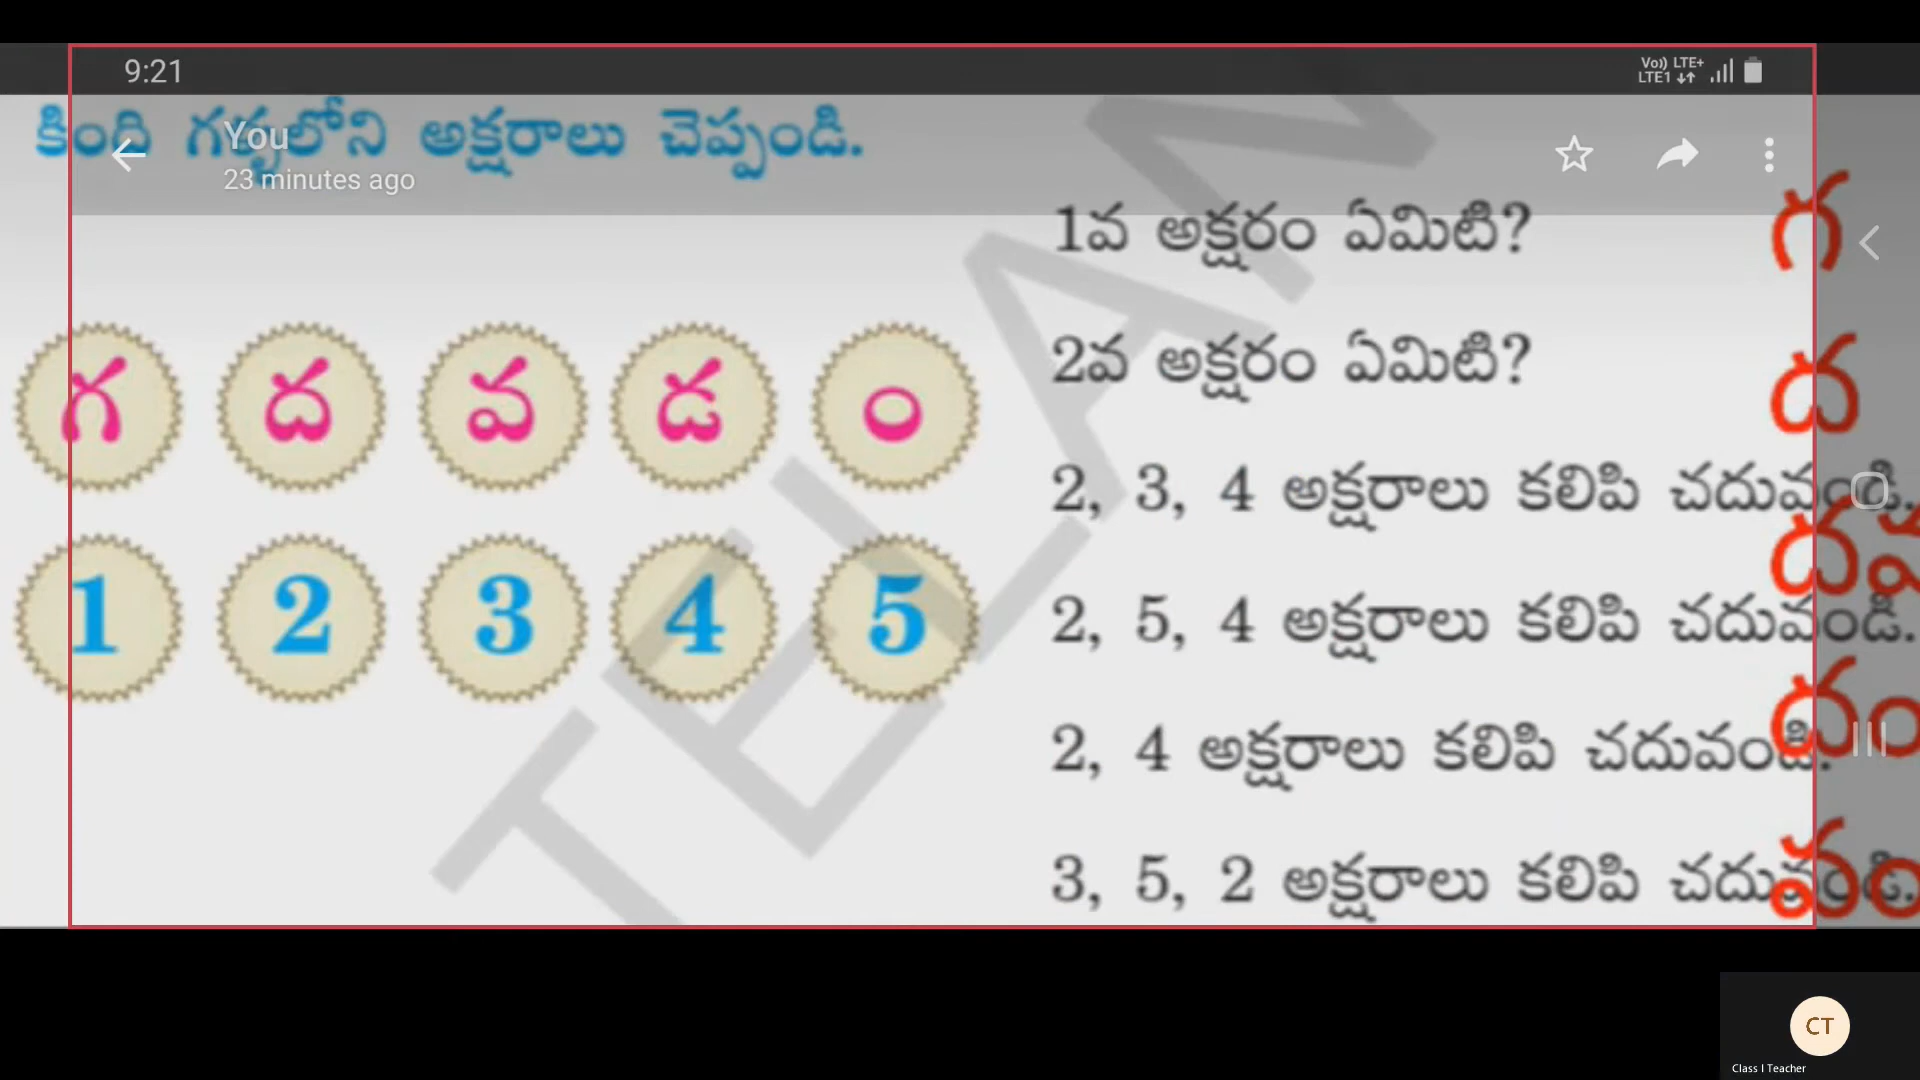 9:21
Vo)) LTE+
LTE1
కింది గళ్ళలోని అక్షరాలు చెప్పండి.
You
23 minutes ago
1వ అక్షరం ఏమిటి?
గ
2వ అక్షరం ఏమిటి?
ద
గ ద వ డ ం
2, 3, 4 అక్షరాలు కలిపి చదువండి.
దవ
1 2 3 4 5
2, 5, 4 అక్షరాలు కలిపి చదువండి.
దం
2, 4 అక్షరాలు కలిపి చదువండి.
3, 5, 2 అక్షరాలు కలిపి చదువండి.
వం
TELAN
CT
Class I Teacher